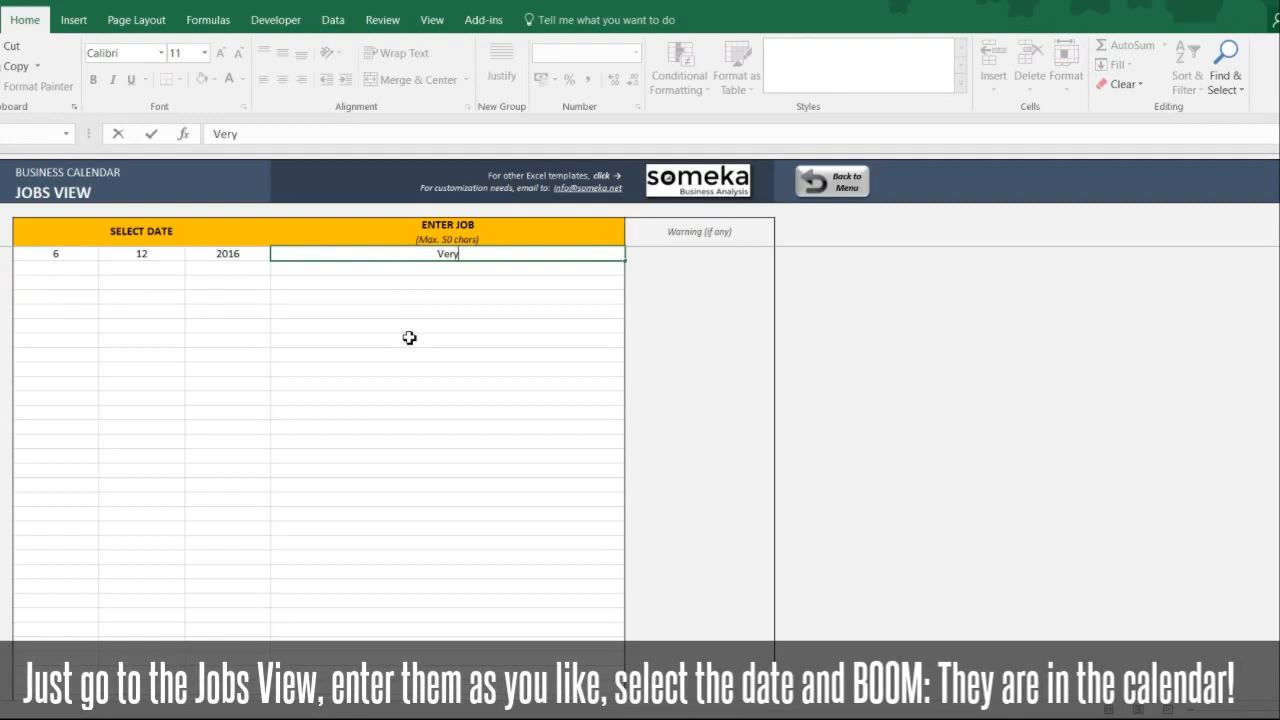 Home Insert Page Layout Formulas Developer Data Review View Add-ins Tell me what you want to do
Cut
Copy
Format Painter
Calibri 11
B I U A
Wrap Text
Merge & Center
Justify
%
Conditional Formatting
Format as Table
Insert Delete Format
AutoSum
Fill
Clear
Sort & Filter
Find & Select
board Font Alignment New Group Number Styles Cells Editing
fx Very
BUSINESS CALENDAR
JOBS VIEW
For other Excel templates, click →
For customization needs, email to: info@someka.net
someka
Business Analysis
Back to
Menu
SELECT DATE
ENTER JOB
(Max. 50 chars)
Warning (if any)
6 12 2016 Very
Just go to the Jobs View, enter them as you like, select the date and BOOM: They are in the calendar!